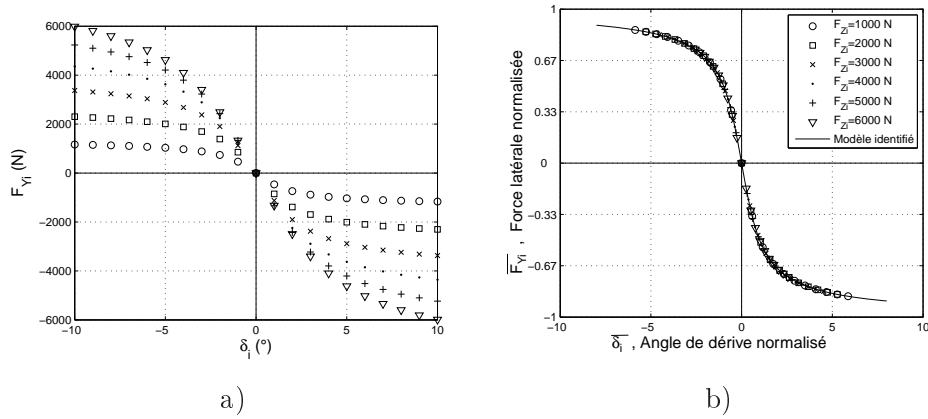 6000
4000
2000
0
−2000
−4000
6000
−10
−5
0
5
10
F_Yi (N)
δ_i (°)
a)
1
0.67
0.33
0
−0.33
−0.67
−1
−10
−5
0
5
10
F_Yi , Force latérale normalisée
δ_i , Angle de dérive normalisé
F_Zi=1000 N
F_Zi=2000 N
F_Zi=3000 N
F_Zi=4000 N
F_Zi=5000 N
F_Zi=6000 N
Modèle identifié
b)